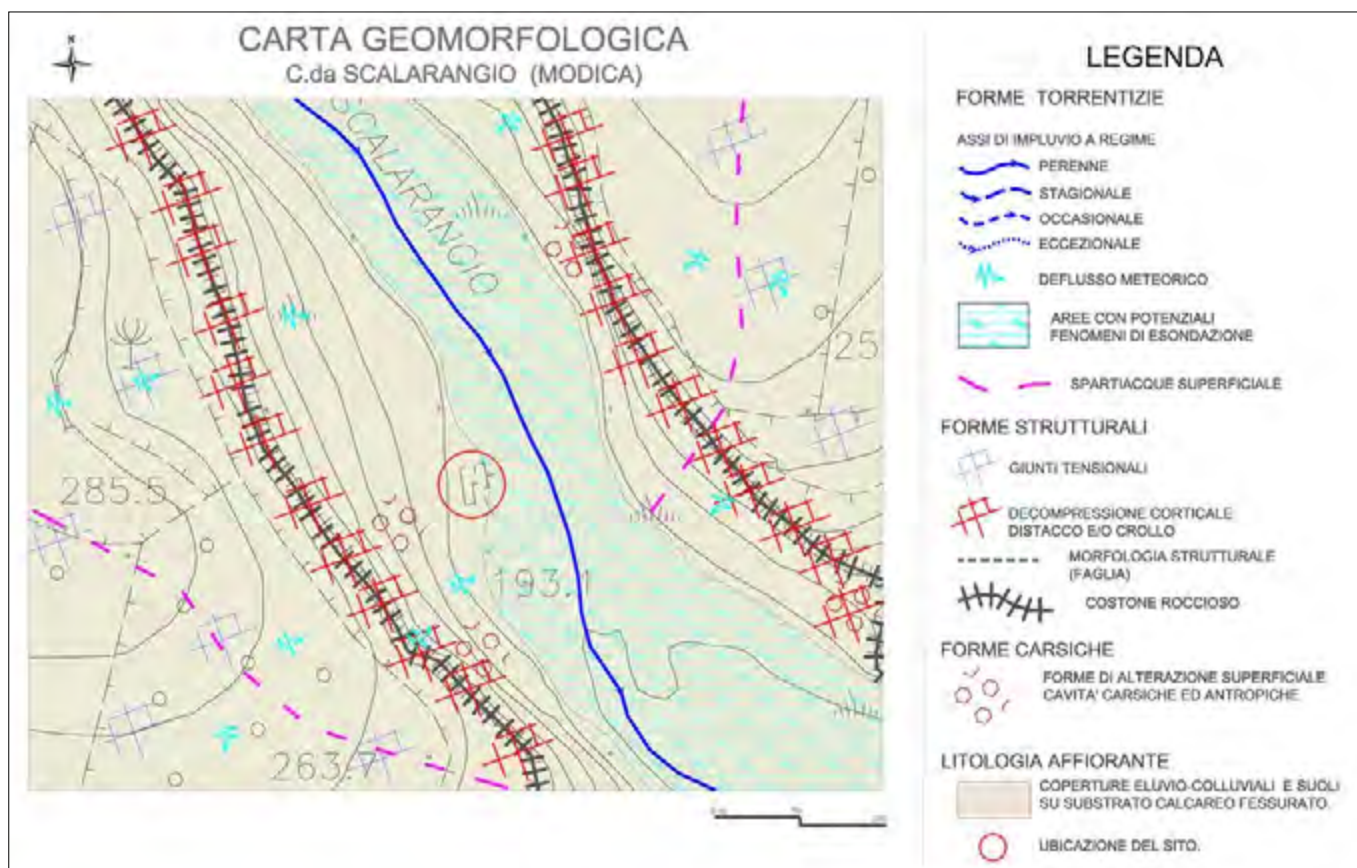 N
CARTA GEOMORFOLOGICA
C.da SCALARANGIO (MODICA)
SCALARANGIO
25
285.5
193.1
263.7
LEGENDA
FORME TORRENTIZIE
ASSI DI IMPLUVIO A REGIME
PERENNE
STAGIONALE
OCCASIONALE
ECCEZIONALE
DEFLUSSO METEORICO
AREE CON POTENZIALI
FENOMENI DI ESONDAZIONE
SPARTIACQUE SUPERFICIALE
FORME STRUTTURALI
GIUNTI TENSIONALI
DECOMPRESSIONE CORTICALE
DISTACCO E/O CROLLO
MORFOLOGIA STRUTTURALE
(FAGLIA)
COSTONE ROCCIOSO
FORME CARSICHE
FORME DI ALTERAZIONE SUPERFICIALE
CAVITA' CARSICHE ED ANTROPICHE.
LITOLOGIA AFFIORANTE
COPERTURE ELUVIO-COLLUVIALI E SUOLI
SU SUBSTRATO CALCAREO FESSURATO.
UBICAZIONE DEL SITO.